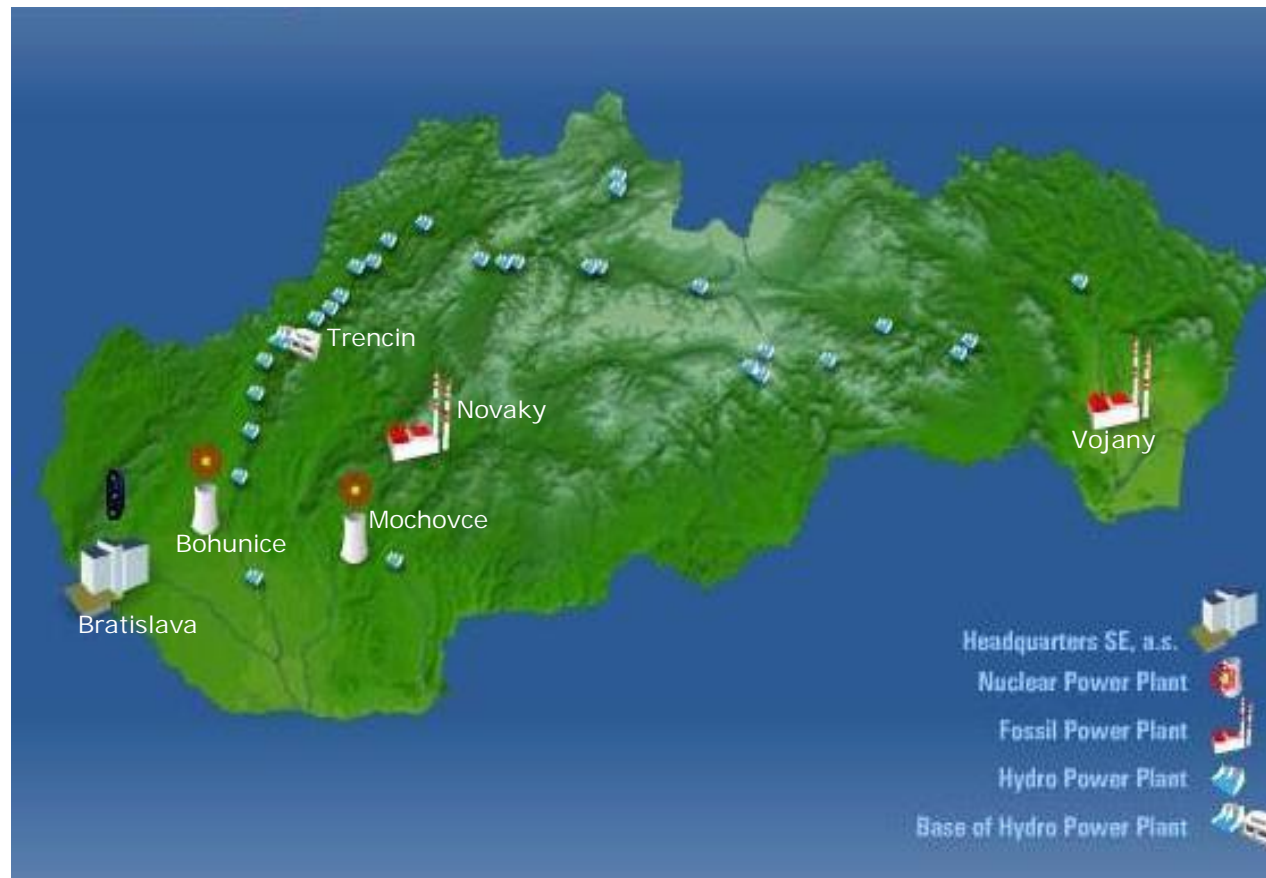 Trencin
Novaky
Vojany
Mochovce
Bohunice
Bratislava
Headquarters SE, a.s.
Nuclear Power Plant
Fossil Power Plant
Hydro Power Plant
Base of Hydro Power Plant